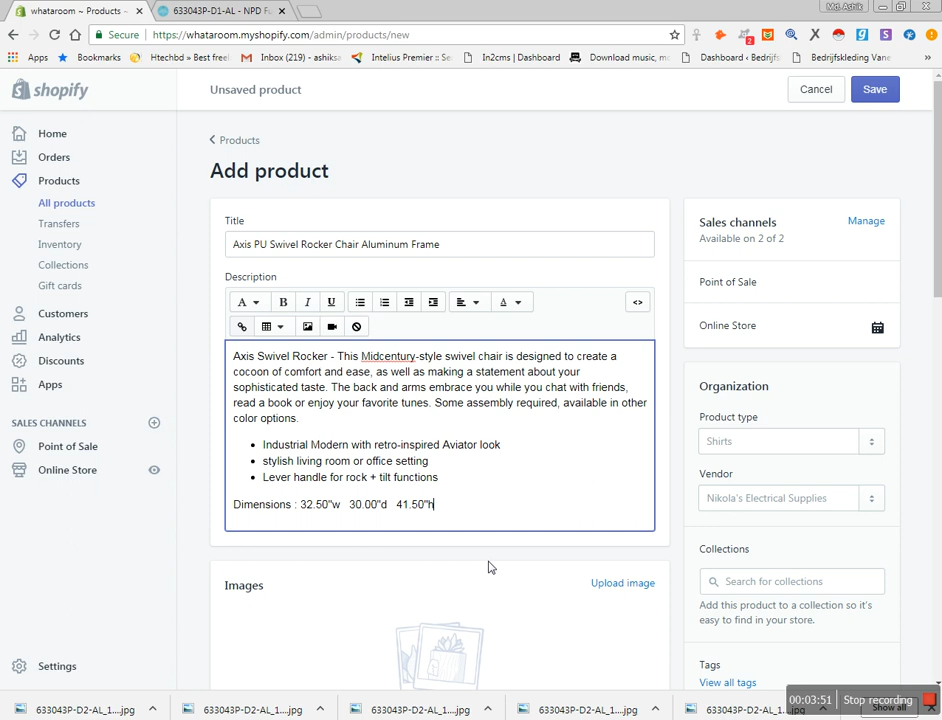 whataroom ~ Products ~
633043P-D1-AL - NPD Fu
Md. Ashik
Secure
https://whataroom.myshopify.com/admin/products/new
2
Apps
Bookmarks
Htechbd » Best free
Inbox (219) - ashiksa
Intelius Premier :: Se
In2cms | Dashboard
Download music, mo
Dashboard ‹ Bedrijfs
Bedrijfskleding Vane
»
shopify
Unsaved product
Cancel
Save
Home
Orders
Products
All products
Transfers
Inventory
Collections
Gift cards
Customers
Analytics
Discounts
Apps
SALES CHANNELS
Point of Sale
Online Store
Settings
Products
Add product
Title
Axis PU Swivel Rocker Chair Aluminum Frame
Description
A B I U A <>
Axis Swivel Rocker - This Midcentury-style swivel chair is designed to create a
cocoon of comfort and ease, as well as making a statement about your
sophisticated taste. The back and arms embrace you while you chat with friends,
read a book or enjoy your favorite tunes. Some assembly required, available in other
color options.
• Industrial Modern with retro-inspired Aviator look
• stylish living room or office setting
• Lever handle for rock + tilt functions
Dimensions : 32.50"w 30.00"d 41.50"h
Images
Upload image
Sales channels
Manage
Available on 2 of 2
Point of Sale
Online Store
Organization
Product type
Shirts
Vendor
Nikola's Electrical Supplies
Collections
Search for collections
Add this product to a collection so it's
easy to find in your store.
Tags
View all tags
00:03:51
Stop recording
633043P-D2-AL_1....jpg
633043P-D2-AL_1....jpg
633043P-D2-AL_1....jpg
633043P-D2-AL_1....jpg
633043P-D2-AL_1....jpg
Show all